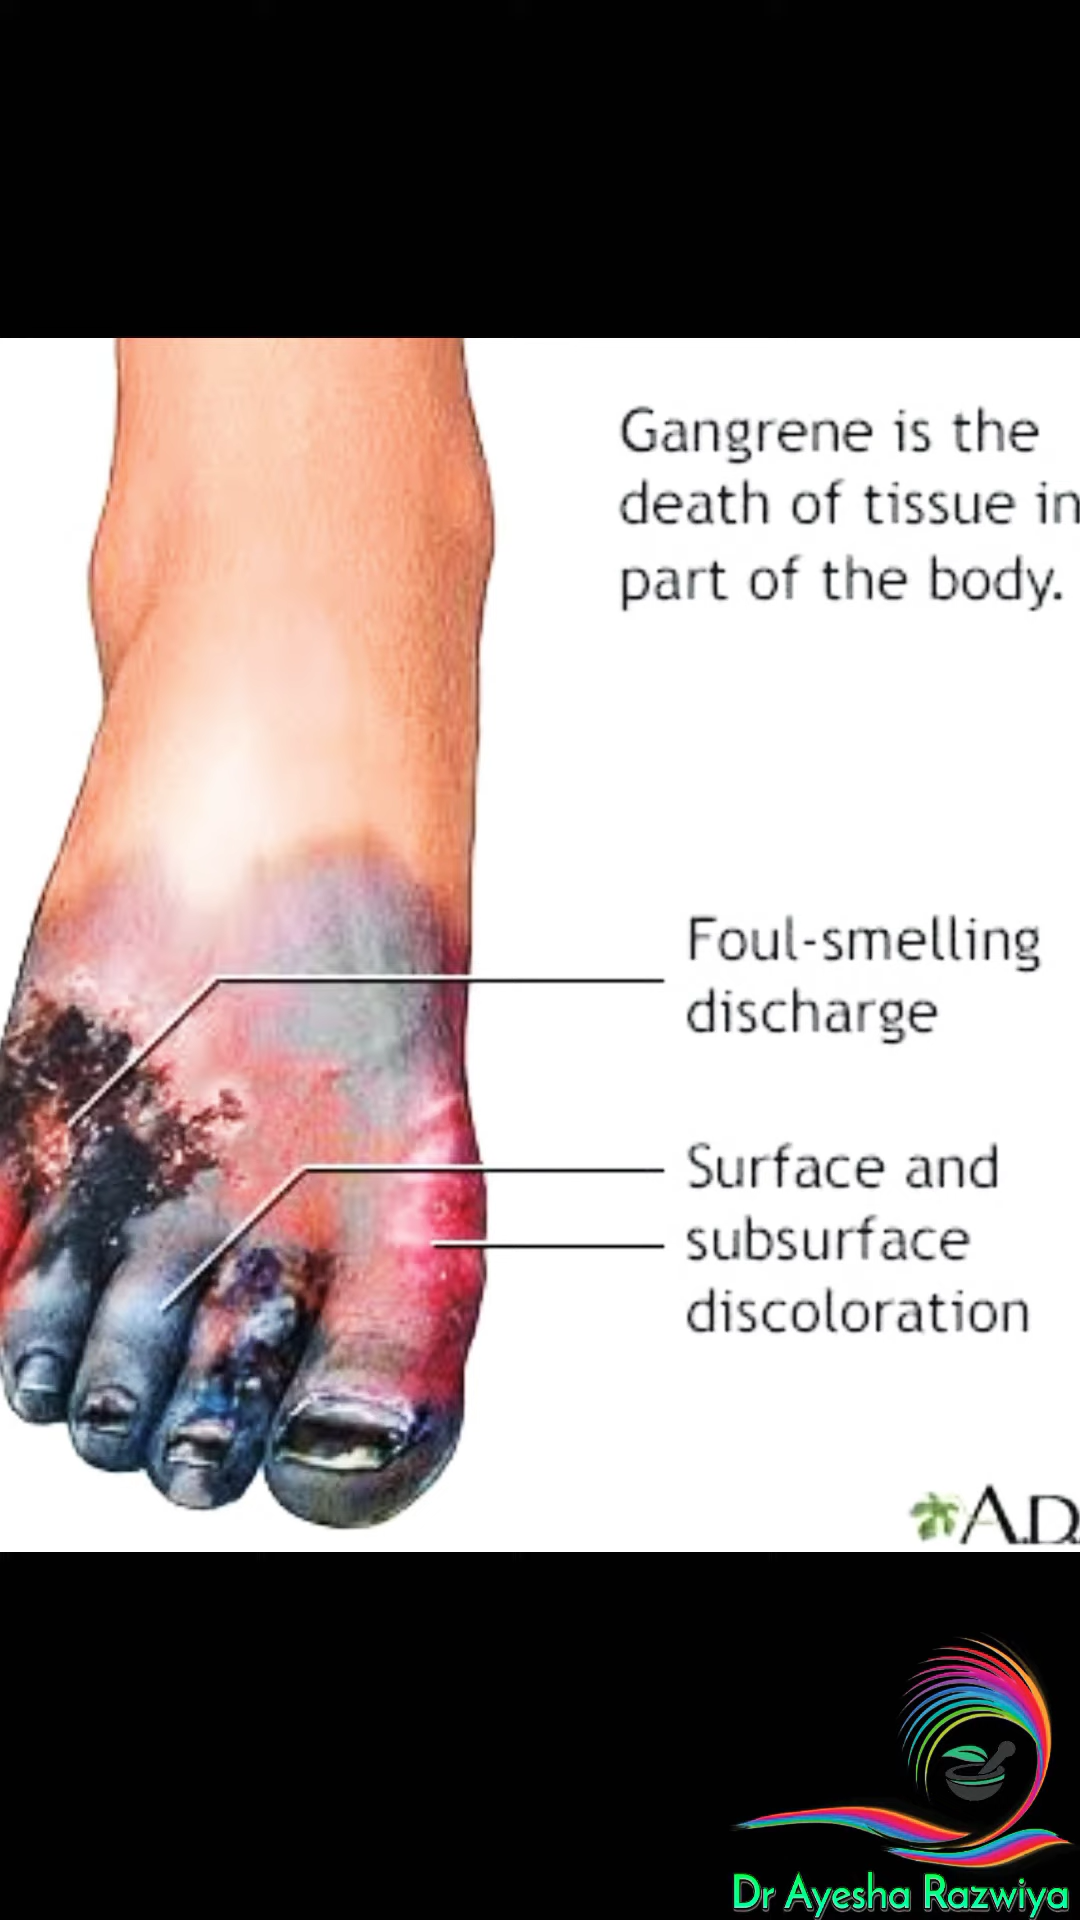 Gangrene is the
death of tissue in
part of the body.
Foul-smelling
discharge
Surface and
subsurface
discoloration
A.D.
Dr Ayesha Razwiya